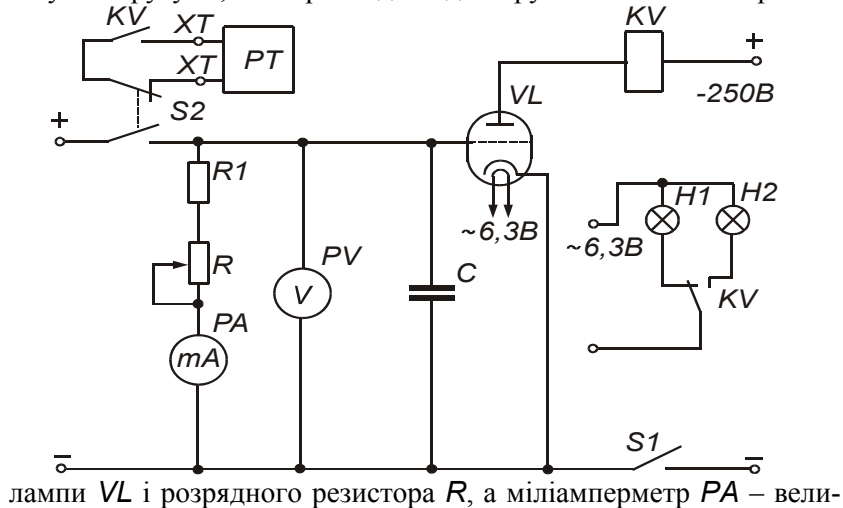 KV
XT
PT
XT
S2
+
KV
+
-250В
VL
R1
R
PV
V
C
~6,3В
H1
H2
~6,3В
KV
PA
mA
S1
–
–
лампи VL і розрядного резистора R, а міліамперметр PA – вели-